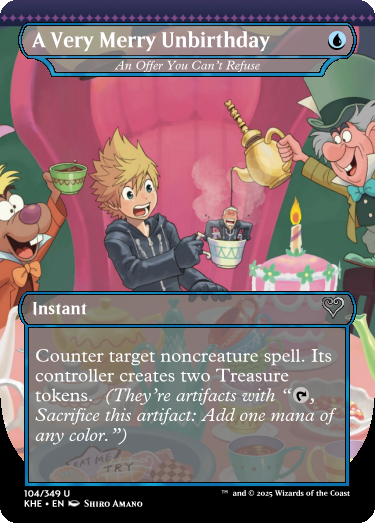 A Very Merry Unbirthday
An Offer You Can't Refuse
Instant
Counter target noncreature spell. Its
controller creates two Treasure
tokens. (They're artifacts with “,
Sacrifice this artifact: Add one mana of
any color.”)
EAT ME
TRY
104/349 U
KHE • EN Shiro Amano
™ and © 2025 Wizards of the Coast